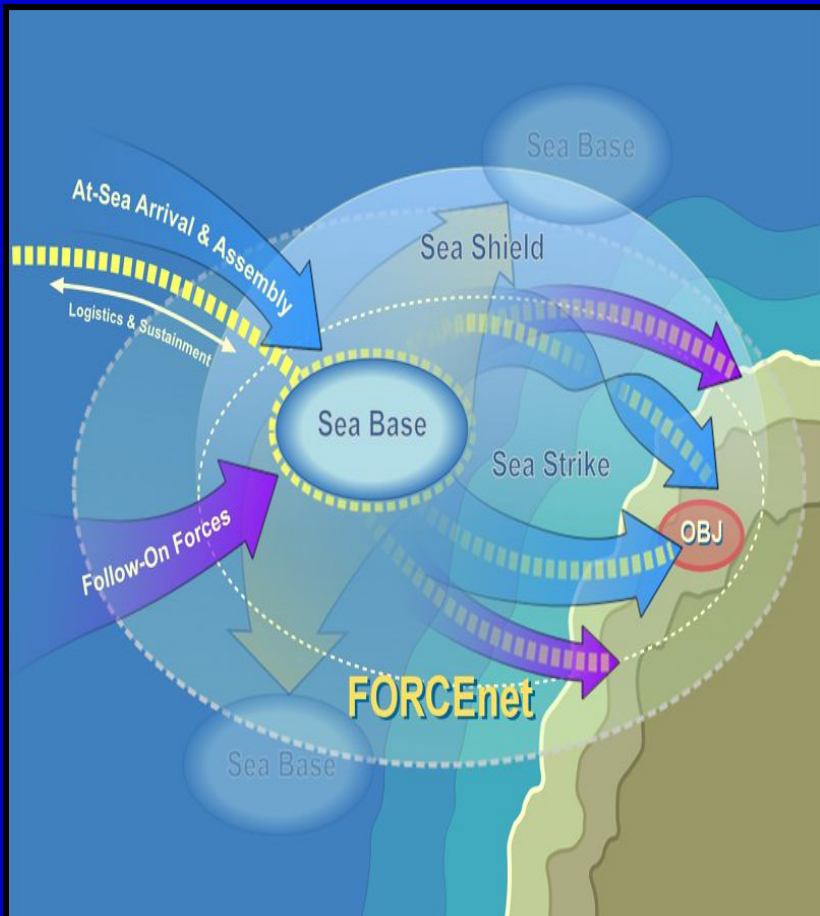 Sea Base
At-Sea Arrival & Assembly
Sea Shield
Logistics & Sustainment
Sea Base
Sea Strike
Follow-On Forces
OBJ
FORCEnet
Sea Base